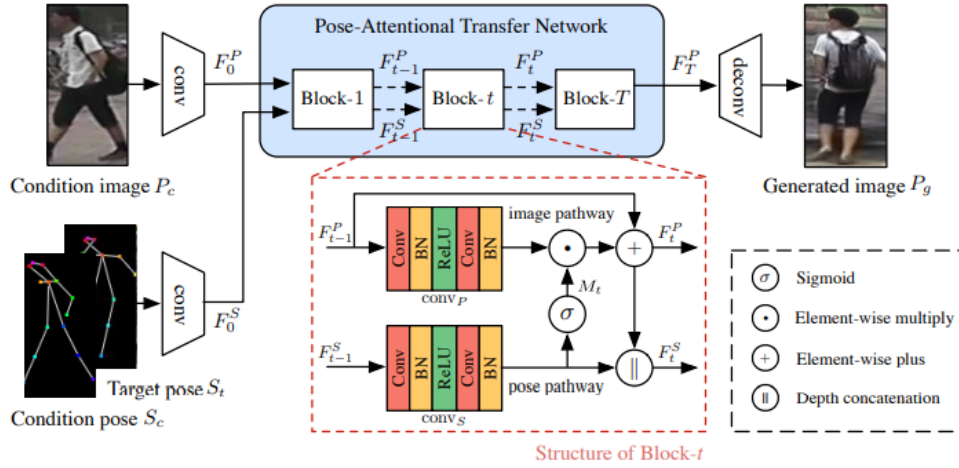 Pose-Attentional Transfer Network
conv
F_0^P
Block-1
F_{t-1}^P
F_{t-1}^S
Block-t
F_t^P
F_t^S
Block-T
F_T^P
deconv
Condition image P_c
Generated image P_g
conv
F_0^S
Target pose S_t
Condition pose S_c
image pathway
F_{t-1}^P
Conv
BN
ReLU
Conv
BN
conv_P
·
+
F_t^P
M_t
σ
F_{t-1}^S
Conv
BN
ReLU
Conv
BN
conv_S
pose pathway
||
F_t^S
Structure of Block-t
σ Sigmoid
· Element-wise multiply
+ Element-wise plus
|| Depth concatenation